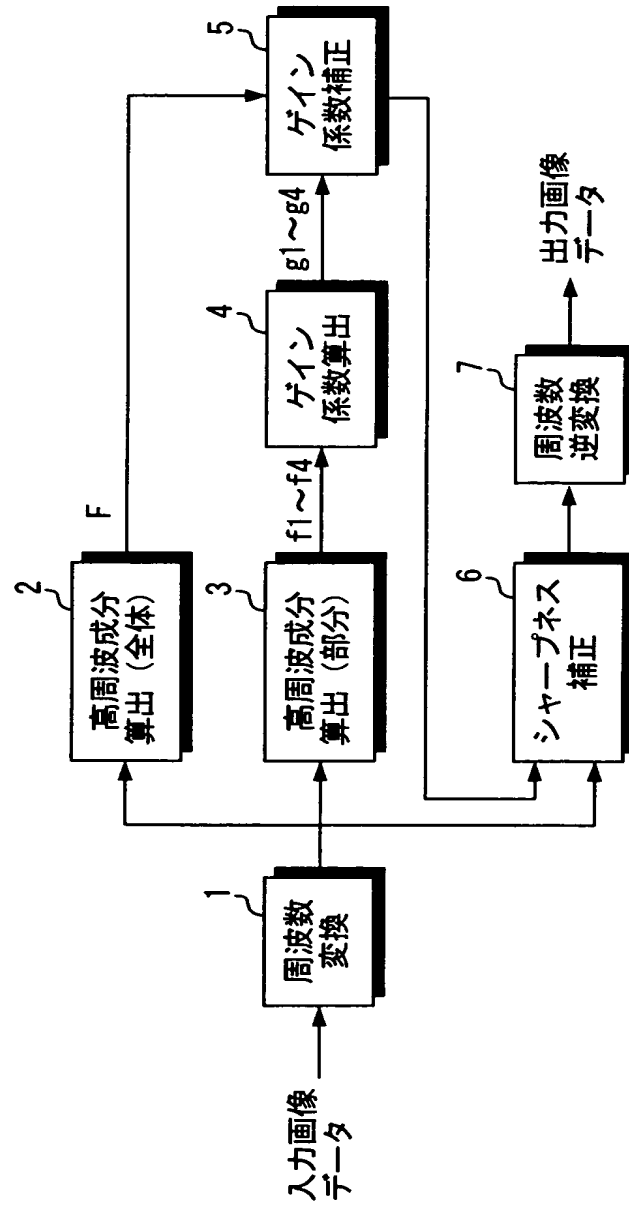 入力画像
データ
1
周波数
変換
2
高周波成分
算出（全体）
F
3
高周波成分
算出（部分）
f1〜f4
4
ゲイン
係数算出
g1〜g4
5
ゲイン
係数補正
6
シャープネス
補正
7
周波数
逆変換
出力画像
データ